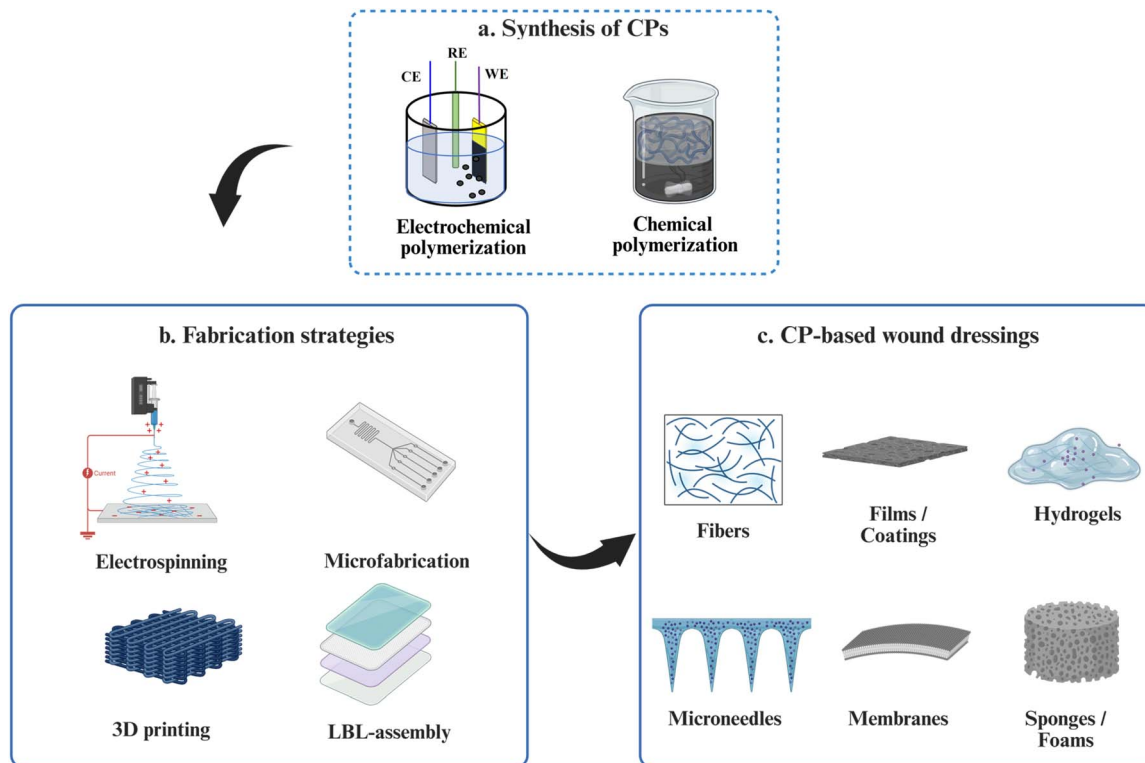 a. Synthesis of CPs
RE
CE
WE
Electrochemical
polymerization
Chemical
polymerization
b. Fabrication strategies
Current
Electrospinning
Microfabrication
3D printing
LBL-assembly
c. CP-based wound dressings
Fibers
Films /
Coatings
Hydrogels
Microneedles
Membranes
Sponges /
Foams